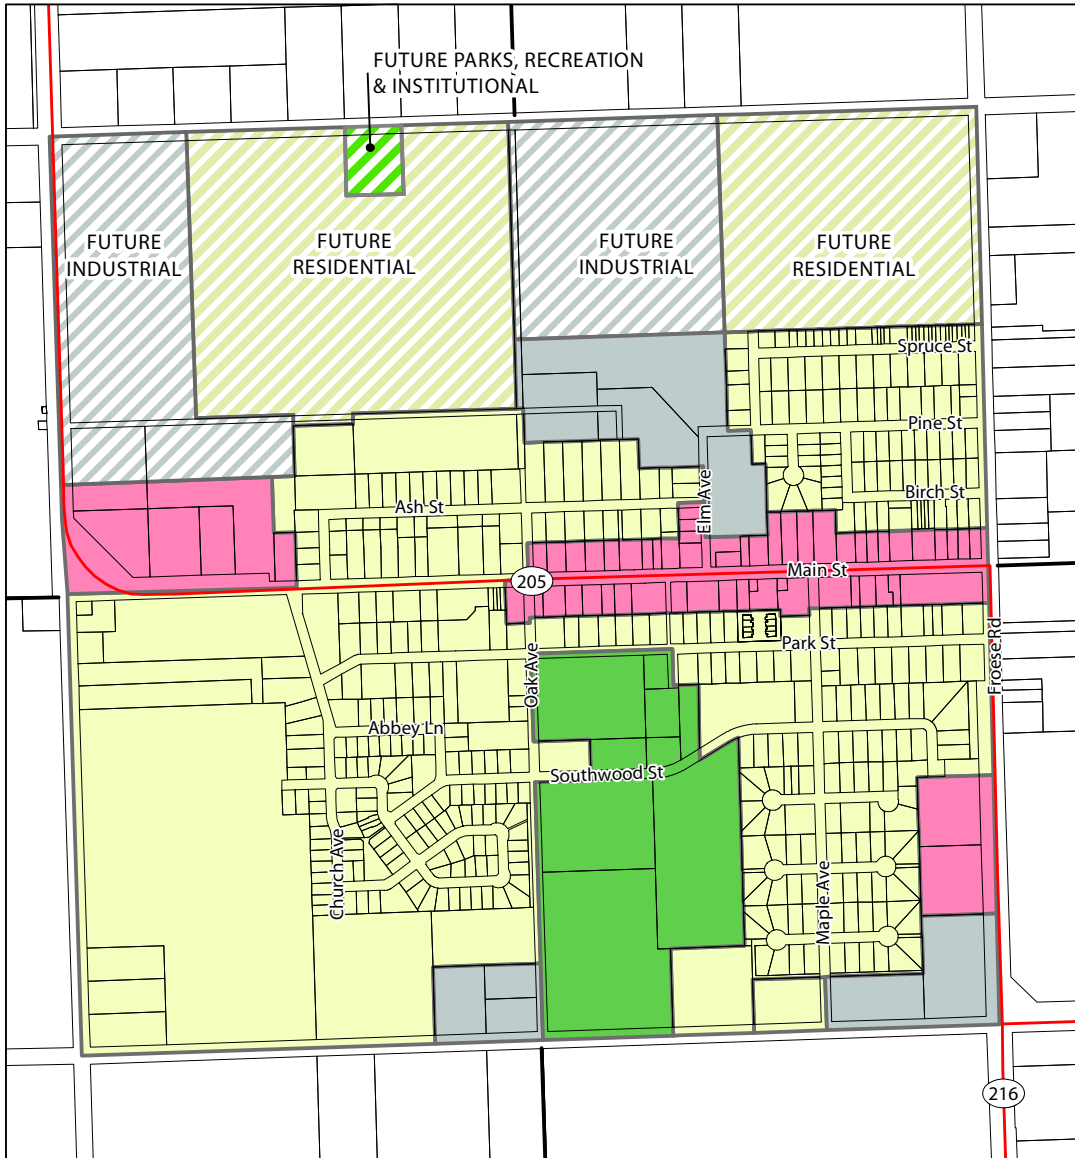 FUTURE PARKS, RECREATION
& INSTITUTIONAL
FUTURE
INDUSTRIAL
FUTURE
RESIDENTIAL
FUTURE
INDUSTRIAL
FUTURE
RESIDENTIAL
Spruce St
Pine St
Birch St
Elm Ave
Ash St
Main St
205
Park St
Froese Rd
Oak Ave
Abbey Ln
Southwood St
Church Ave
Maple Ave
216